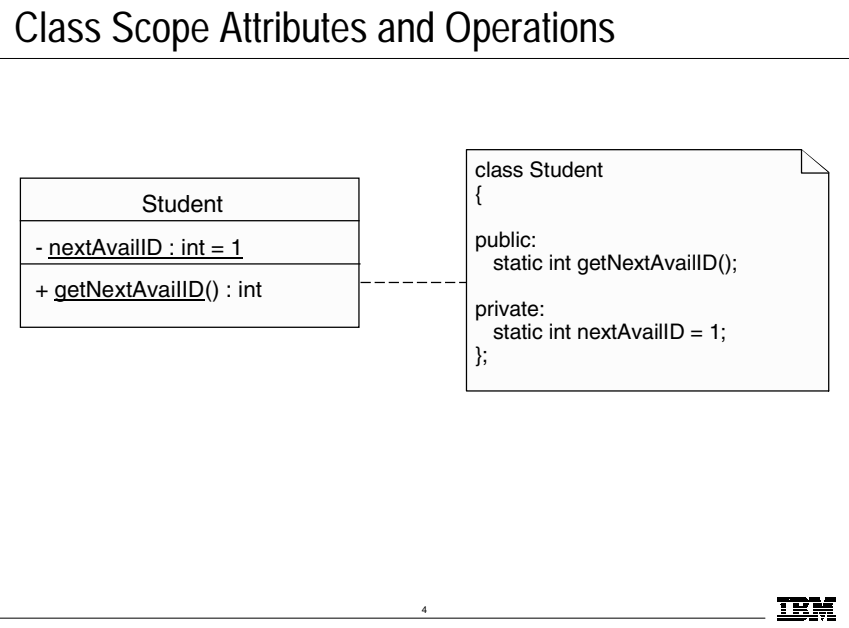 Class Scope Attributes and Operations
Student
- nextAvailID : int = 1
+ getNextAvailID() : int
class Student
{
public:
static int getNextAvailID();
private:
static int nextAvailID = 1;
};
4
IBM